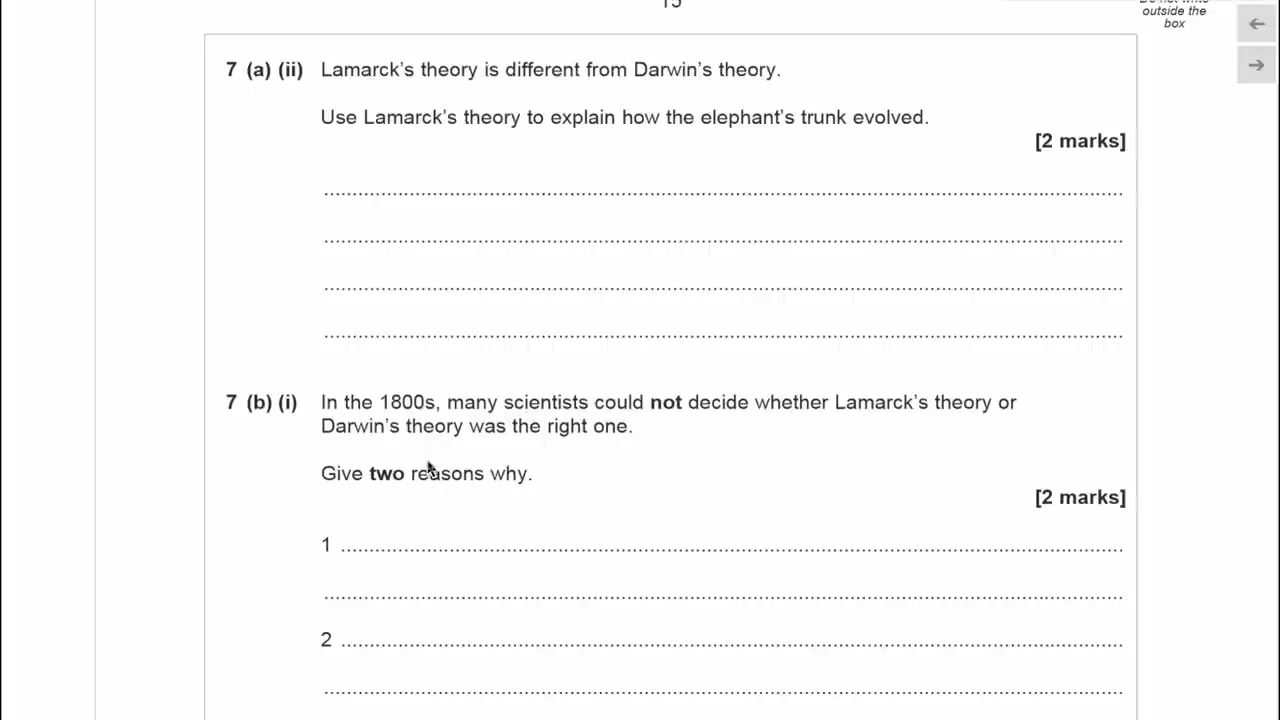 15
outside the
box
7 (a) (ii) Lamarck's theory is different from Darwin's theory.
Use Lamarck's theory to explain how the elephant's trunk evolved.
[2 marks]
7 (b) (i) In the 1800s, many scientists could not decide whether Lamarck's theory or
Darwin's theory was the right one.
Give two reasons why.
[2 marks]
1
2